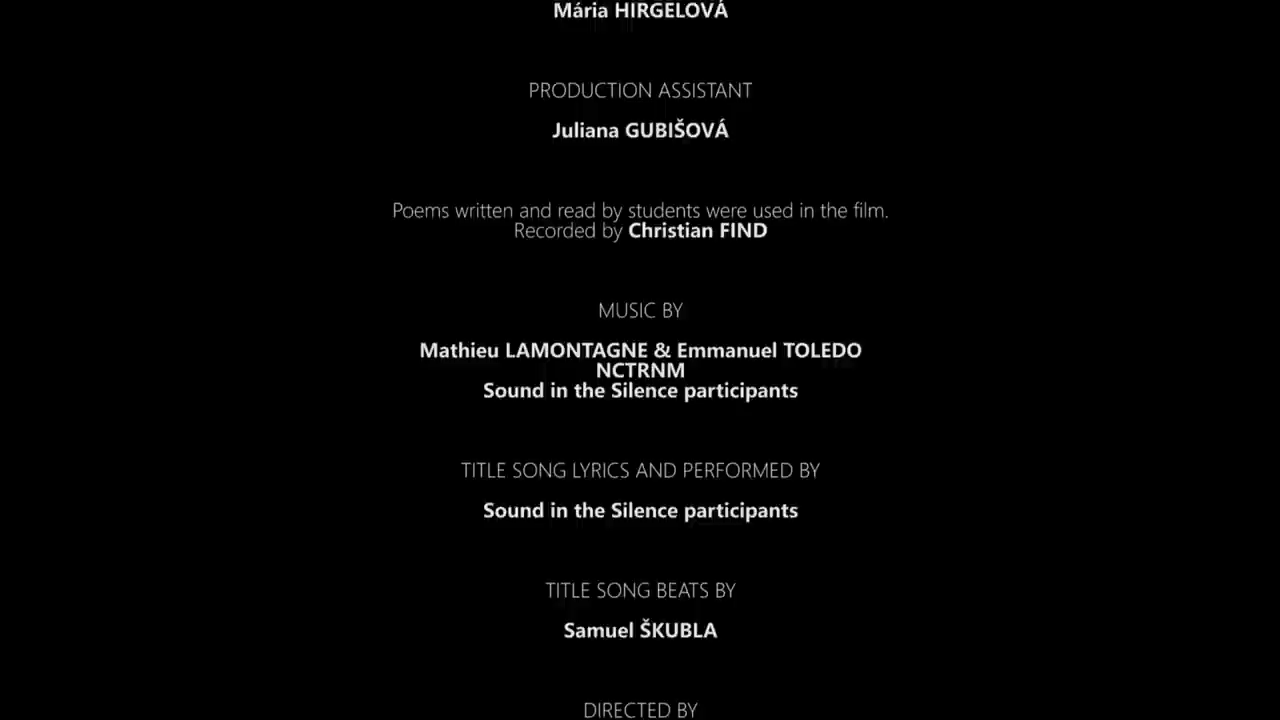 Mária HIRGELOVÁ
PRODUCTION ASSISTANT
Juliana GUBIŠOVÁ
Poems written and read by students were used in the film.
Recorded by Christian FIND
MUSIC BY
Mathieu LAMONTAGNE & Emmanuel TOLEDO
NCTRNM
Sound in the Silence participants
TITLE SONG LYRICS AND PERFORMED BY
Sound in the Silence participants
TITLE SONG BEATS BY
Samuel ŠKUBLA
DIRECTED BY